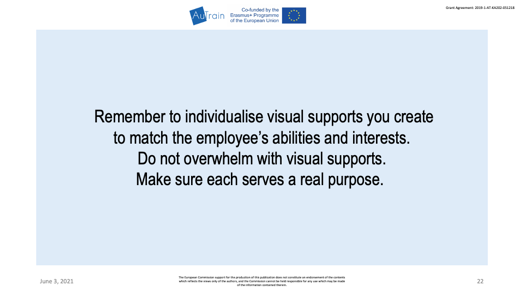 AuTrain
Co-funded by the
Erasmus+ Programme
of the European Union
Grant Agreement: 2019-1-AT-KA202-051218
Remember to individualise visual supports you create
to match the employee’s abilities and interests.
Do not overwhelm with visual supports.
Make sure each serves a real purpose.
June 3, 2021
The European Commission support for the production of this publication does not constitute an endorsement of the contents
which reflects the views only of the authors, and the Commission cannot be held responsible for any use which may be made
of the information contained therein.
22